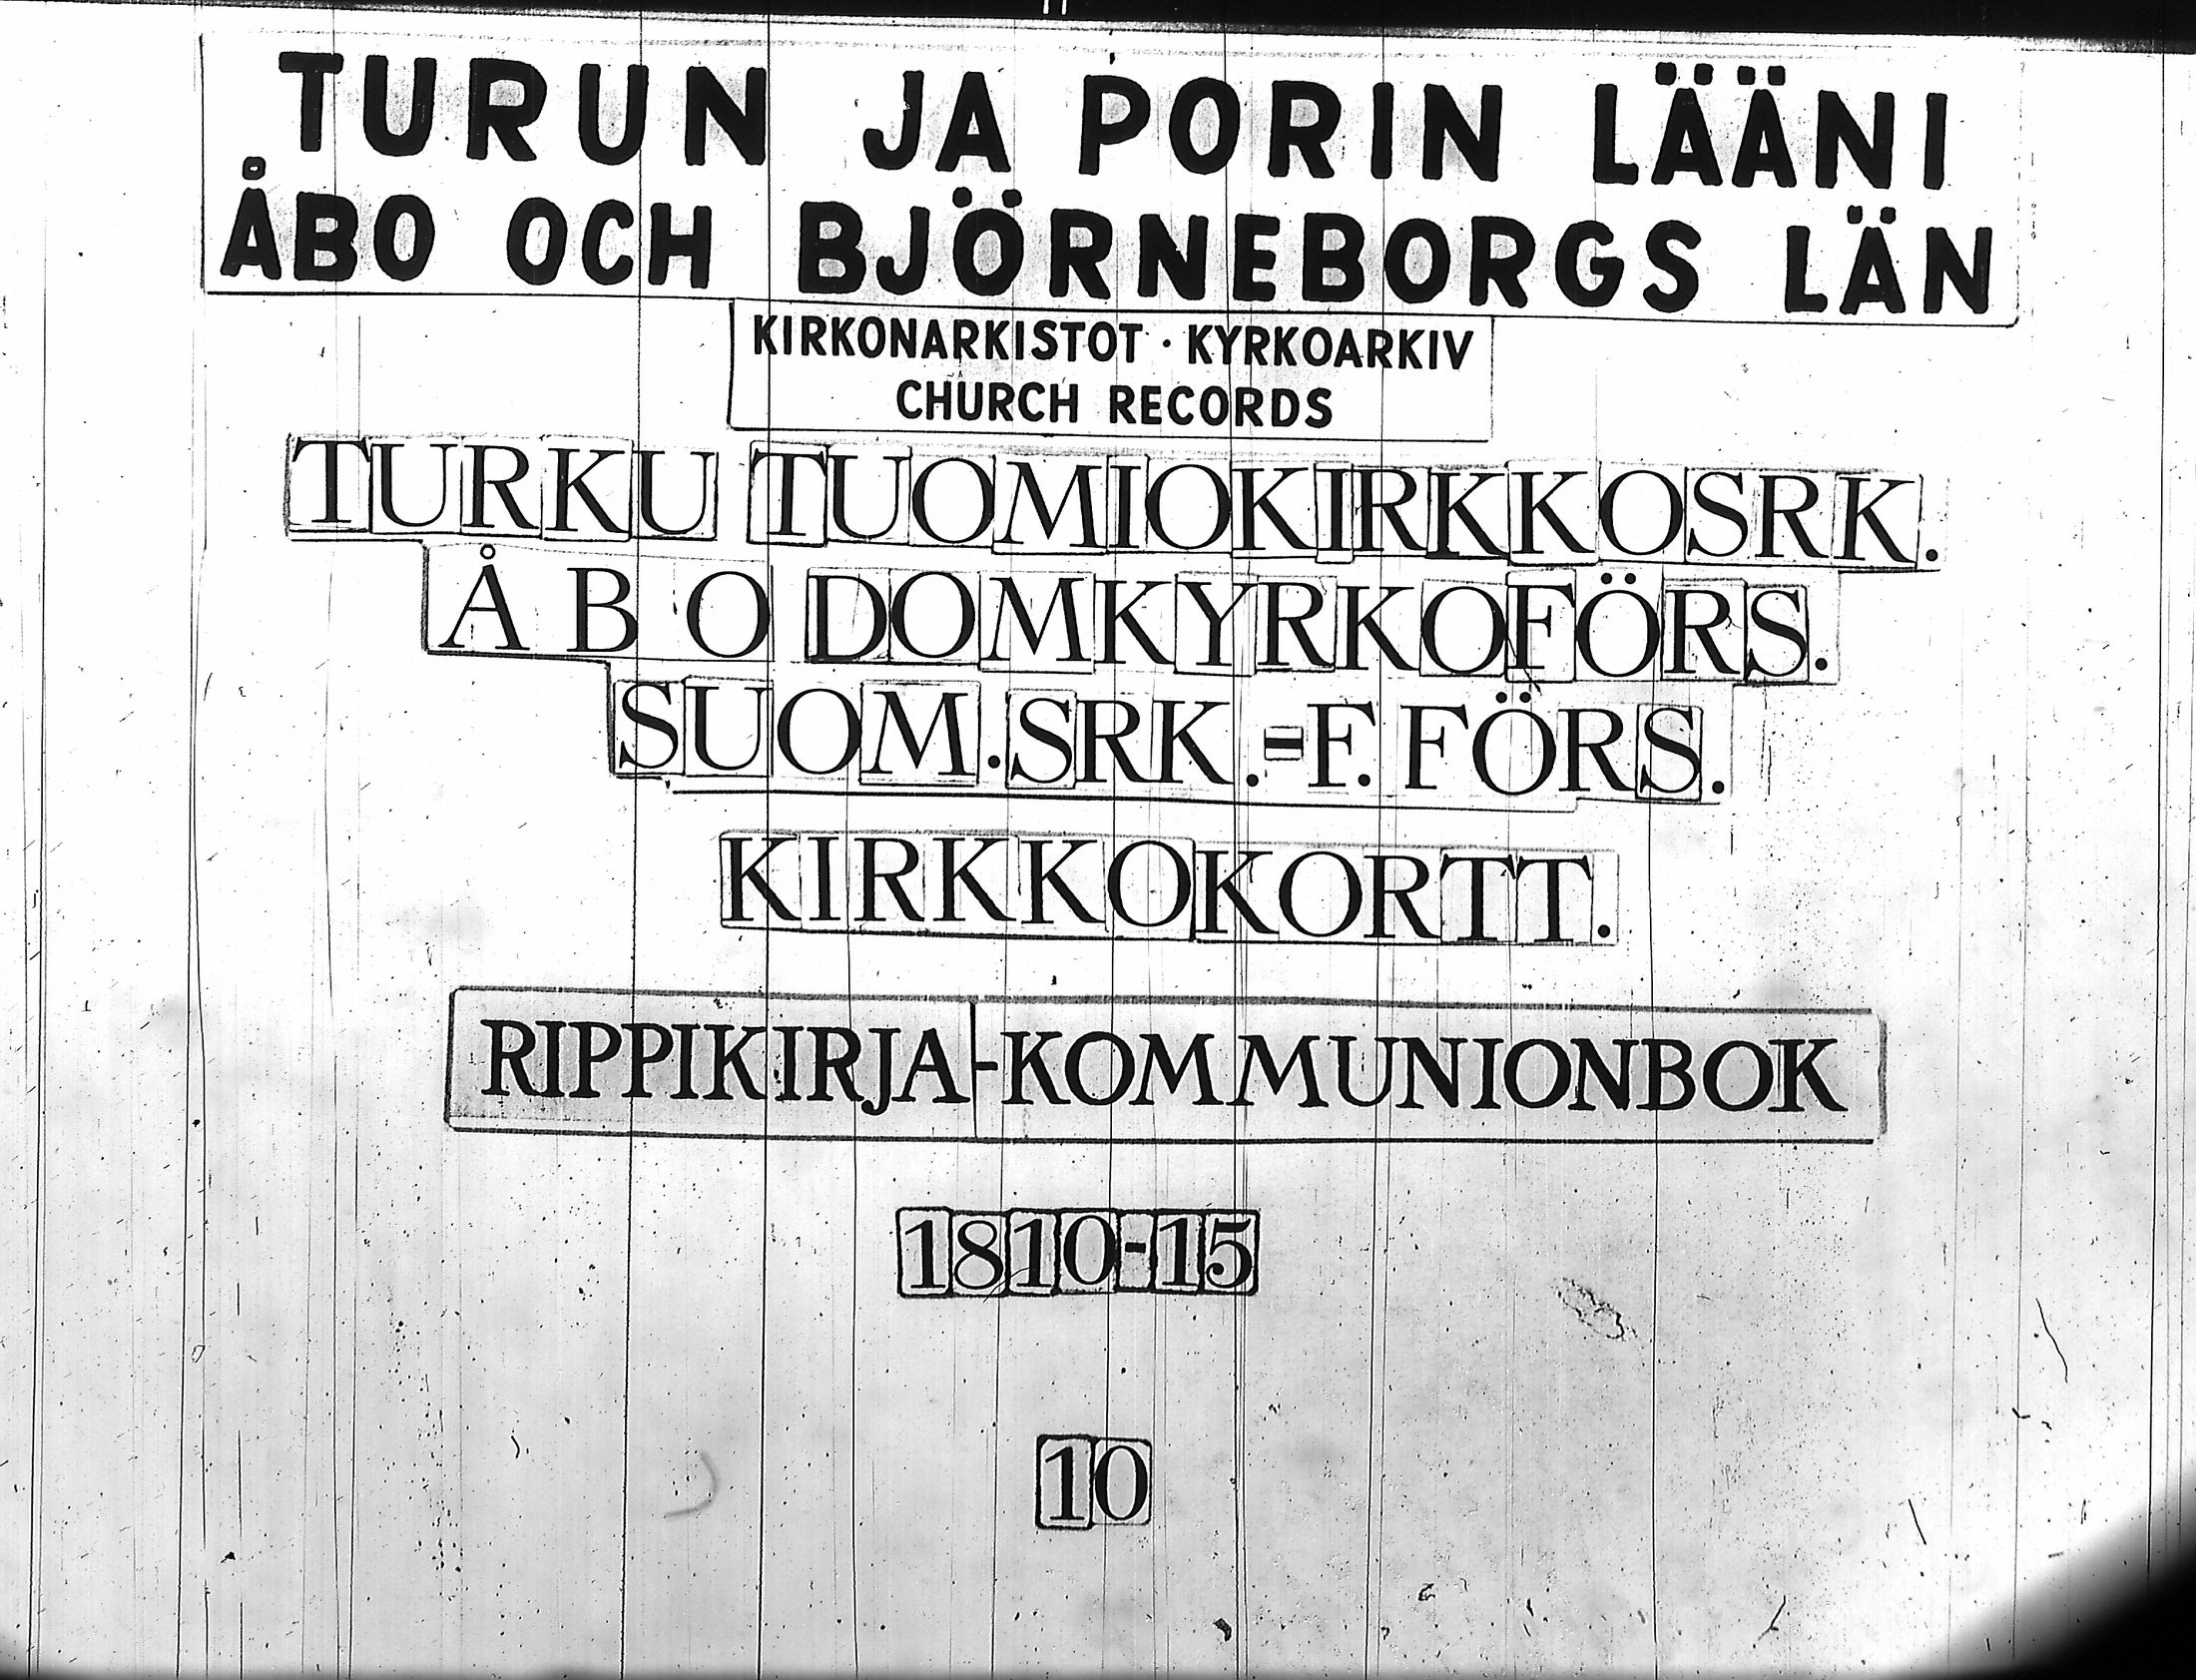 TURUN JA PORIN LÄÄNI
ÅBO OCH BJÖRNEBORGS LÄN
KIRKONARKISTOT · KYRKOARKIV
CHURCH RECORDS
TURKU TUOMIOKIRKKOSRK.
ÅBO DOMKYRKOFÖRS.
SUOM.SRK.=F.FÖRS.
KIRKKOKORTT.
RIPPIKIRJA-KOMMUNIONBOK
1810-15
10